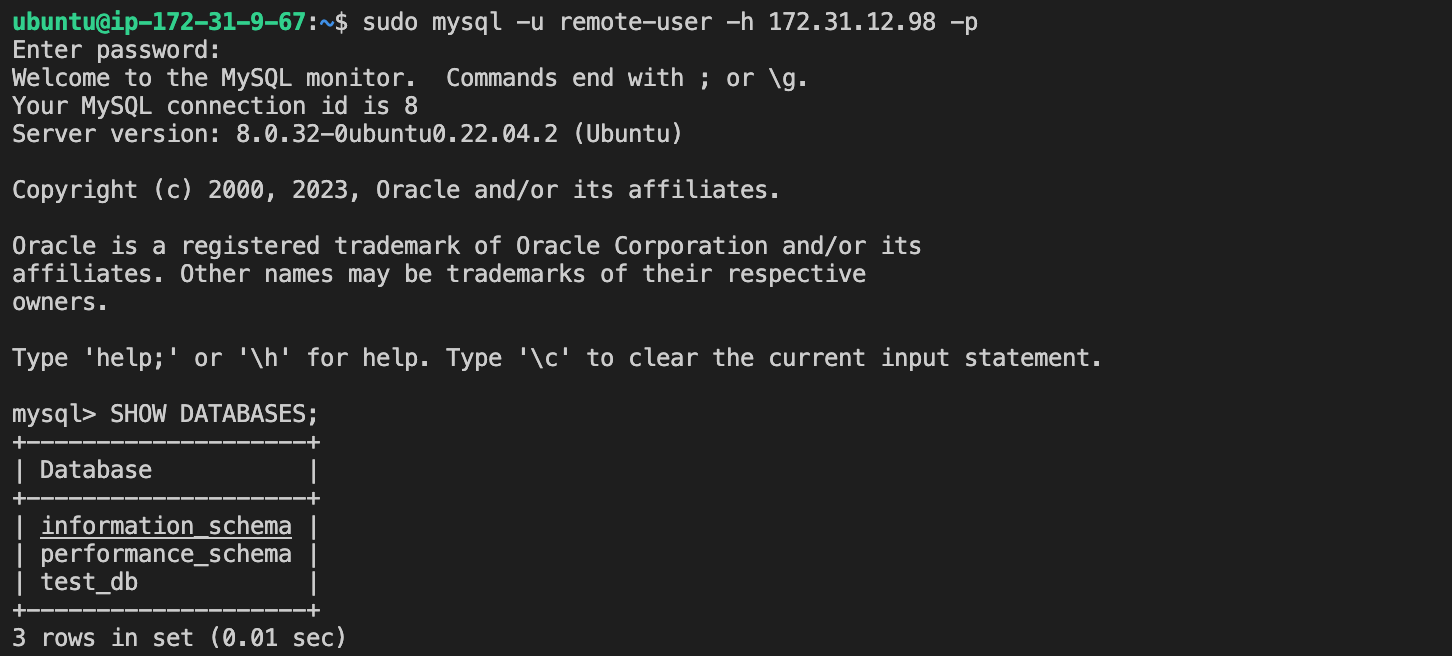 ubuntu@ip-172-31-9-67:~$ sudo mysql -u remote-user -h 172.31.12.98 -p
Enter password:
Welcome to the MySQL monitor.  Commands end with ; or \g.
Your MySQL connection id is 8
Server version: 8.0.32-0ubuntu0.22.04.2 (Ubuntu)

Copyright (c) 2000, 2023, Oracle and/or its affiliates.

Oracle is a registered trademark of Oracle Corporation and/or its
affiliates. Other names may be trademarks of their respective
owners.

Type 'help;' or '\h' for help. Type '\c' to clear the current input statement.

mysql> SHOW DATABASES;
+--------------------+
| Database           |
+--------------------+
| information_schema |
| performance_schema |
| test_db            |
+--------------------+
3 rows in set (0.01 sec)